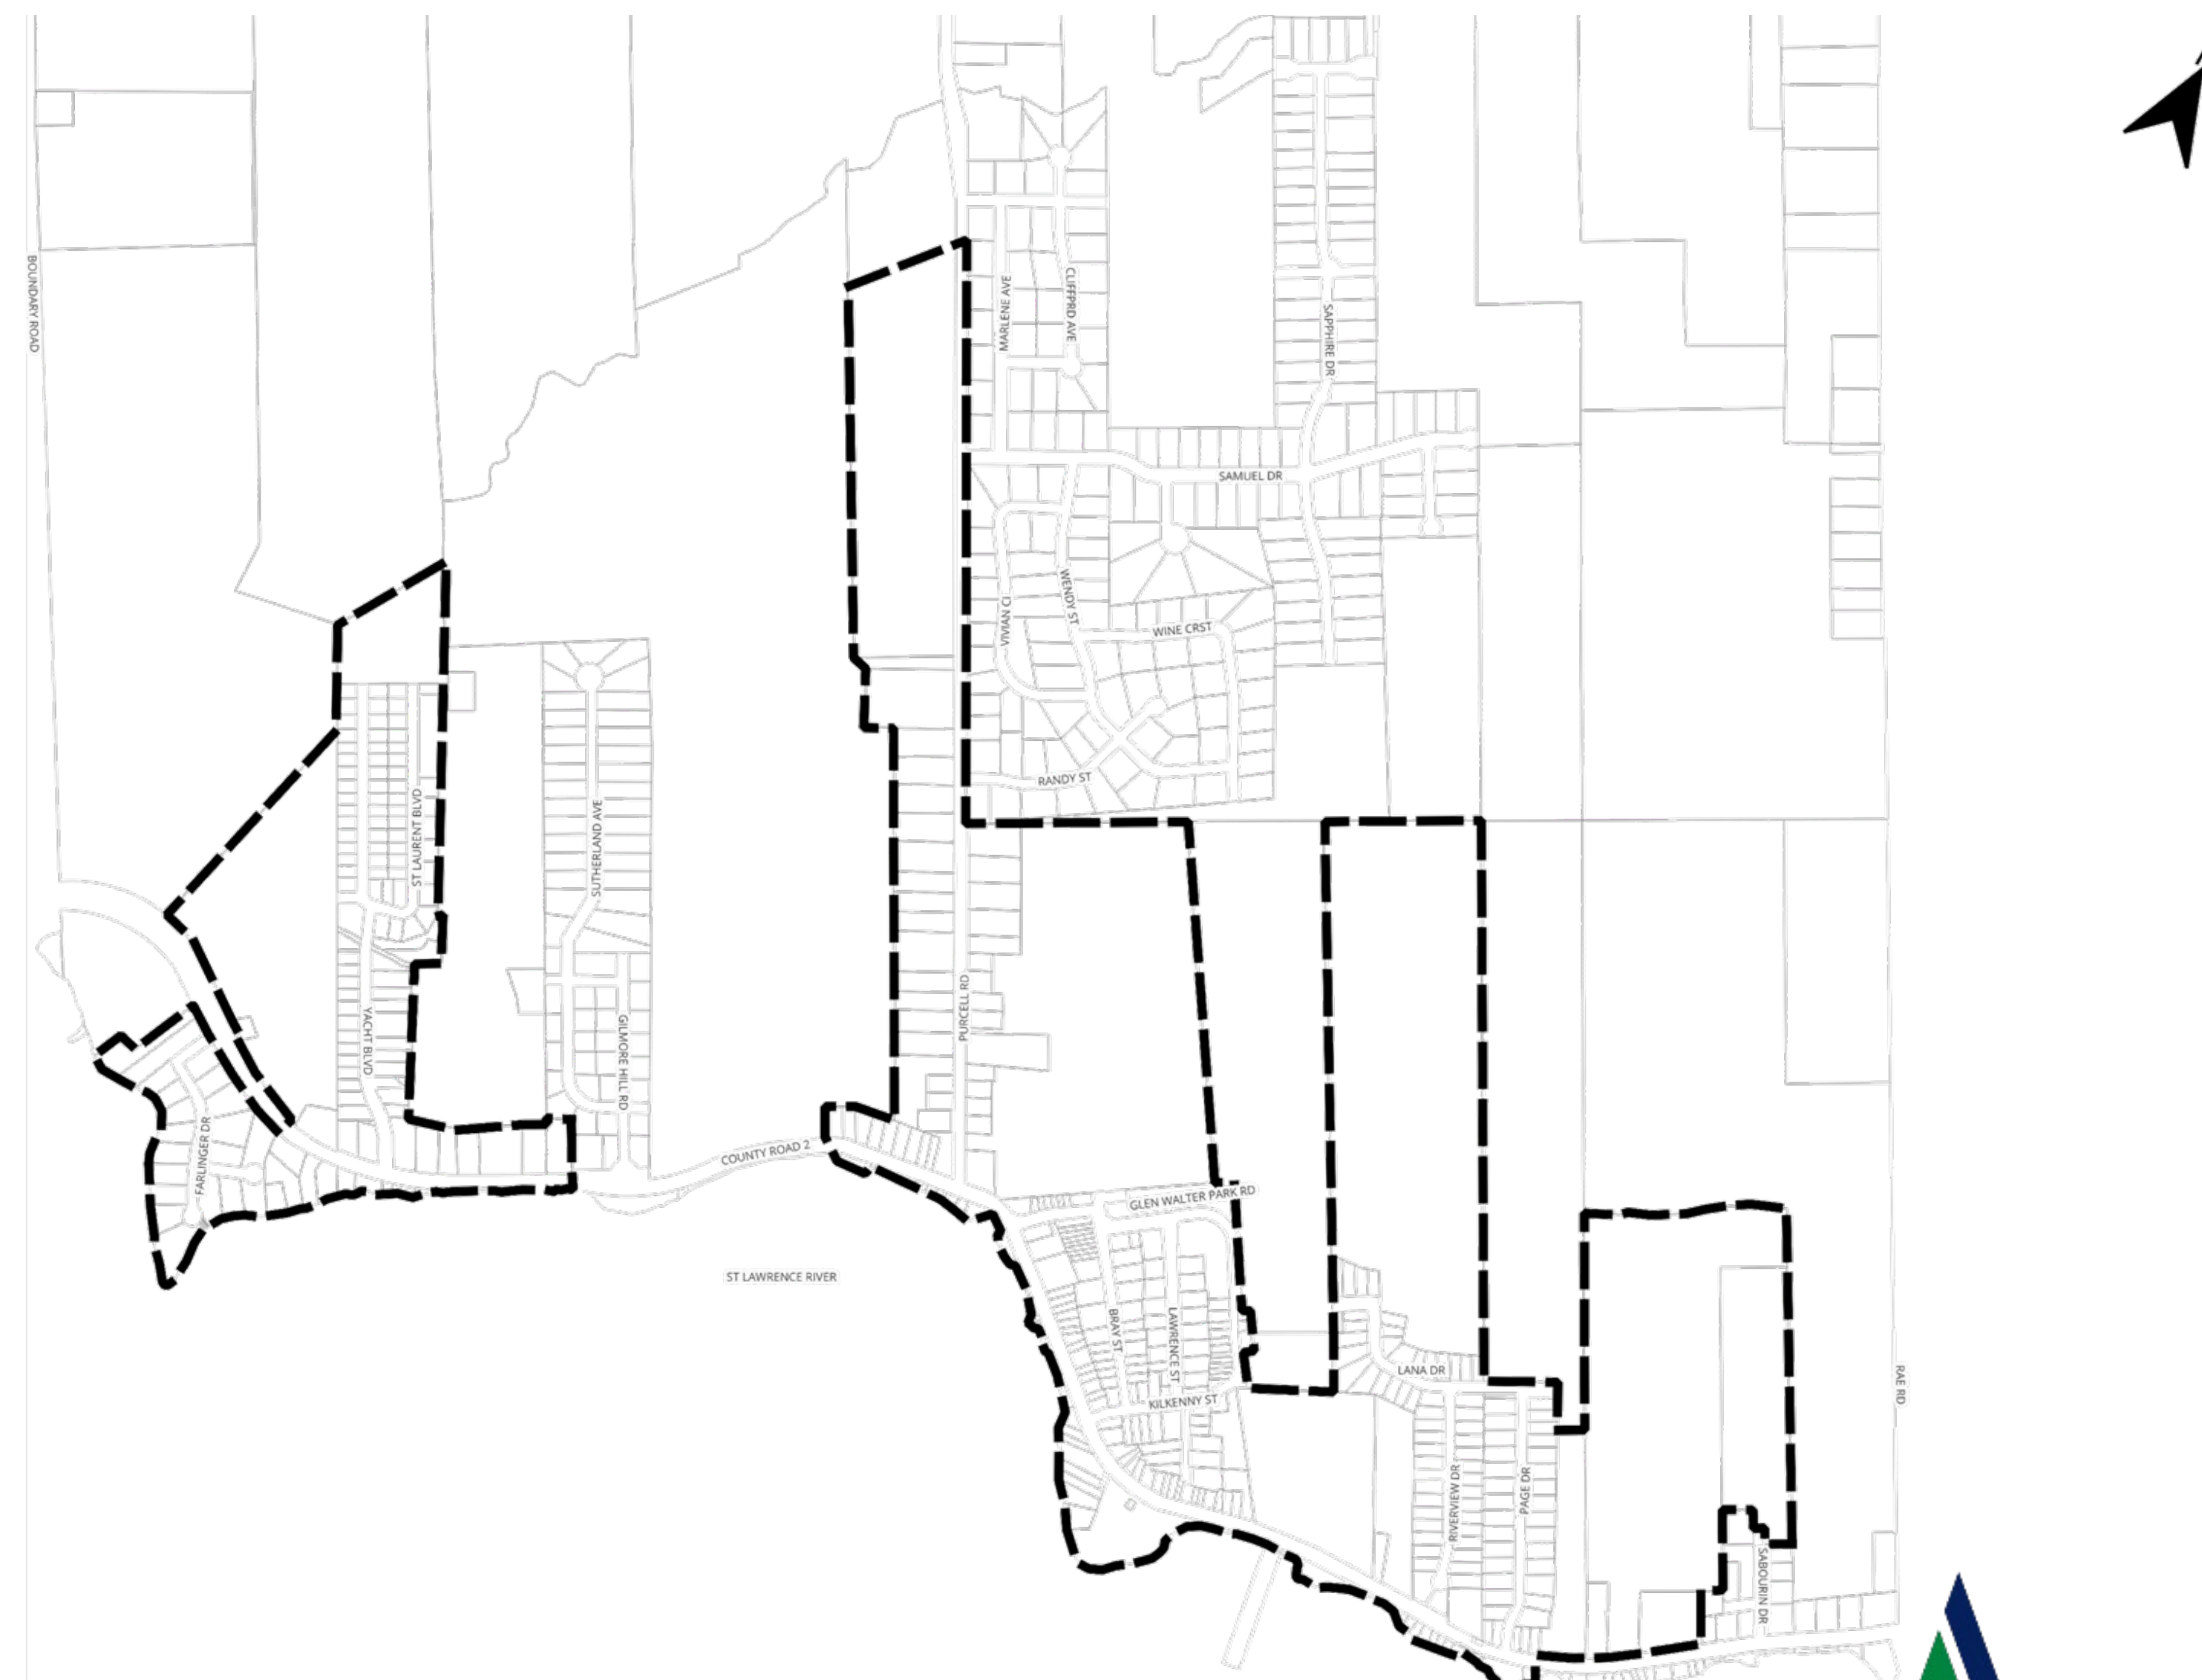 BOUNDARY ROAD
MARLENE AVE
CLIFFPRD AVE
SAPPHIRE DR
SAMUEL DR
WENDY ST
VIVIAN CI
WINE CRST
RANDY ST
ST LAURENT BLVD
SUTHERLAND AVE
YACHT BLVD
GILMORE HILL RD
PURCELL RD
FARLINGER DR
COUNTY ROAD 2
GLEN WALTER PARK RD
ST LAWRENCE RIVER
BRAY ST
LAWRENCE ST
KILKENNY ST
LANA DR
RAE RD
RIVERVIEW DR
PAGE DR
SABOURIN DR